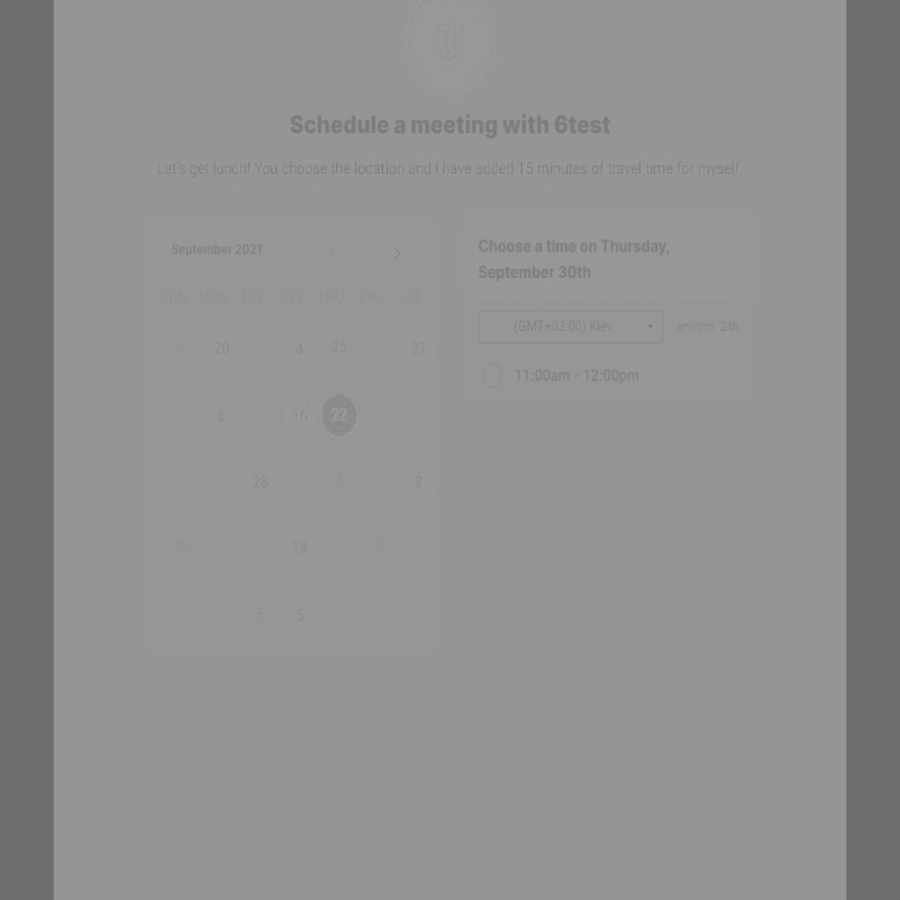 Schedule a meeting with 6test
Let's get lunch! You choose the location and I have added 15 minutes of travel time for myself.
September 2021
SUN MON TUE WED THU FRI SAT
20 4 25 27
6 16 22
28 8
28 18 5
6 5
Choose a time on Thursday,
September 30th
(GMT+03:00) Kiev
am/pm 24h
11:00am - 12:00pm